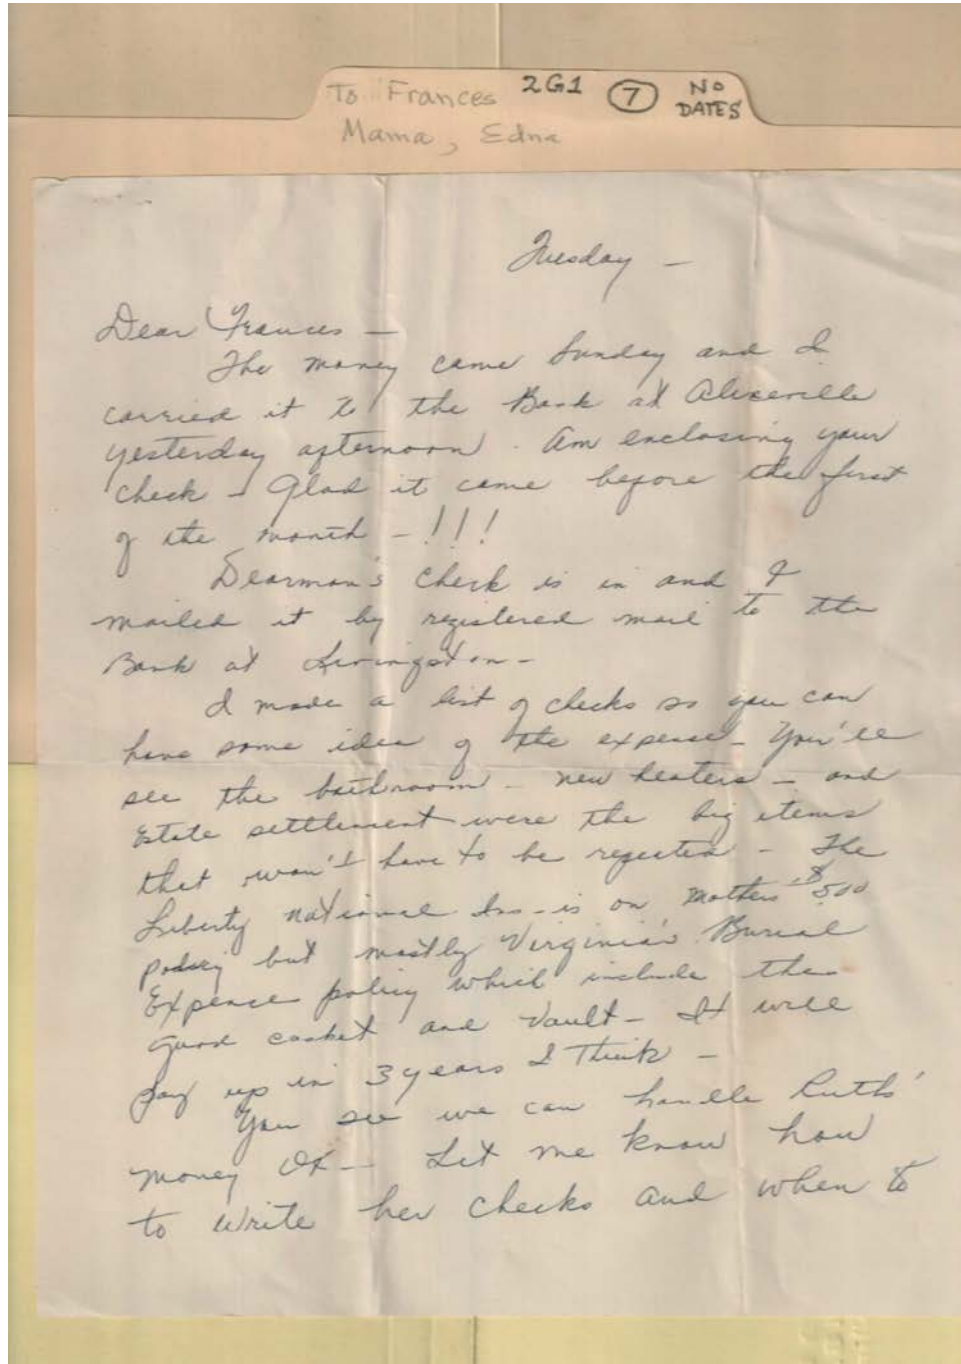 To Frances 2G1 7 NO
DATES
Mama, Edna
Tuesday –
Dear Frances –
The money came Sunday and I
carried it to the Bank at Aliceville
yesterday afternoon. Am enclosing your
check – Glad it came before the first
of the month – !!!
Dearman's check is in and I
mailed it by registered mail to the
Bank at Livingston –
I made a list of checks so you can
have some idea of the expense – You'll
see the bathroom – new heaters – and
Estate settlement were the big items
that won't have to be – The
Liberty national Ins – is on Mothers $500
policy but mostly Virginia's Burial
Expence policy which include the
good casket and Vault – It will
pay up in 3 years I think –
You see we can handle Ruth's
money OK – Let me know how
to write her checks and when to